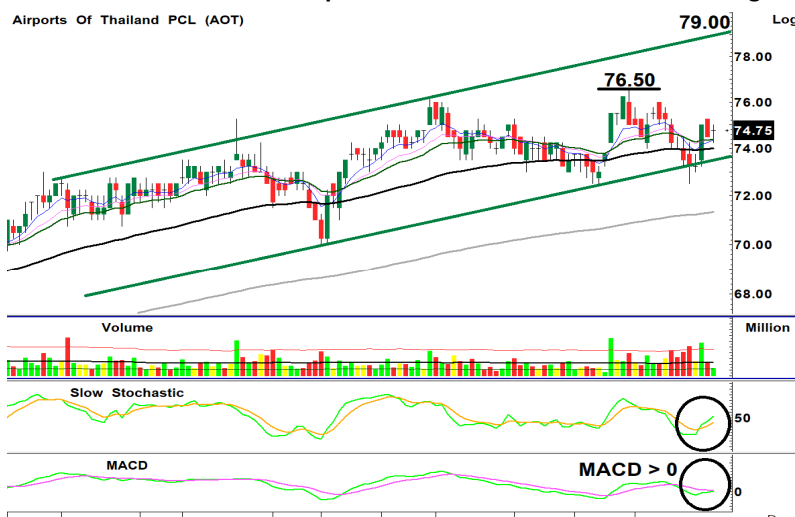 Airports Of Thailand PCL (AOT)
79.00
Log
78.00
76.50
76.00
74.75
74.00
72.00
70.00
68.00
Volume
Million
Slow Stochastic
50
MACD
MACD > 0
0